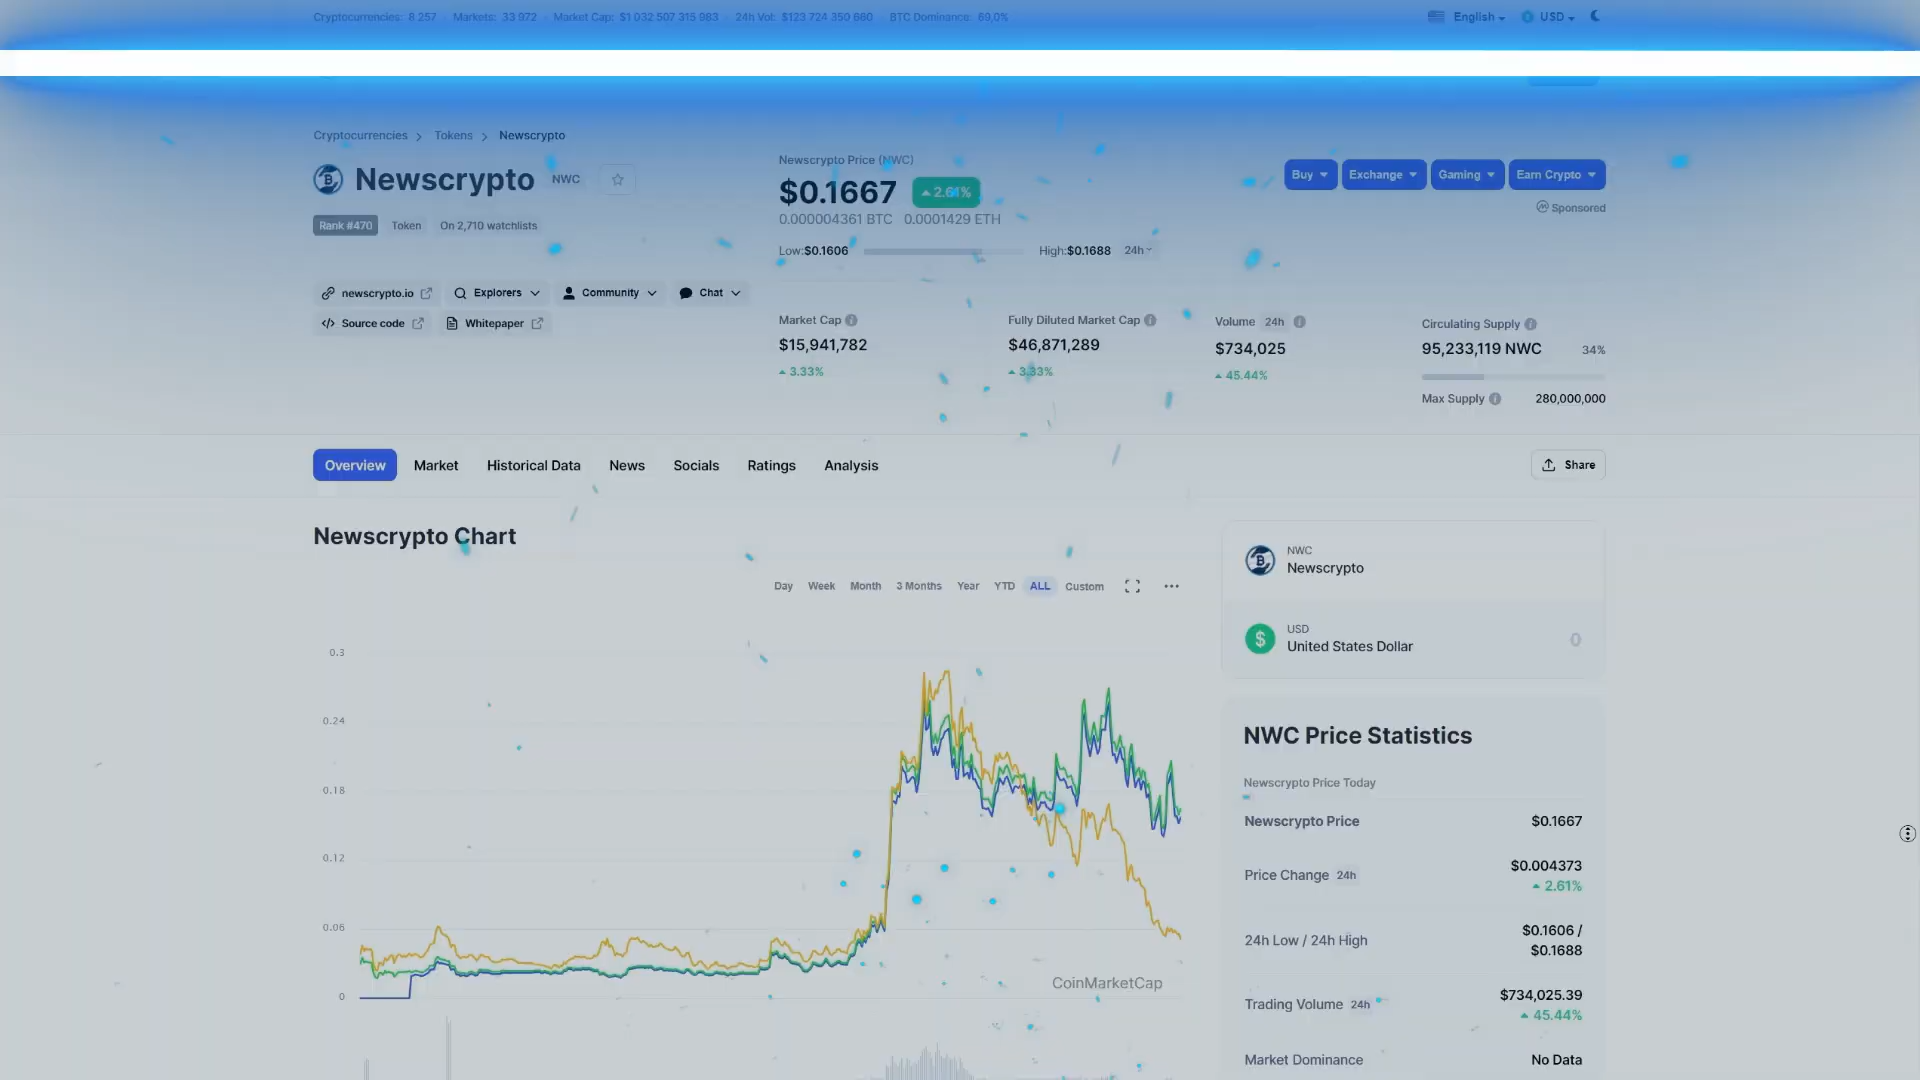 Cryptocurrencies: 8 257 Markets: 33 972 Market Cap: $1 032 507 315 983 24h Vol: $123 724 350 660 BTC Dominance: 69,0% English USD
Cryptocurrencies Tokens Newscrypto
Newscrypto NWC
Rank #470 Token On 2,710 watchlists
newscrypto.io Explorers Community Chat
Source code Whitepaper
Newscrypto Price (NWC)
$0.1667 2.61%
0.000004361 BTC 0.0001429 ETH
Low:$0.1606 High:$0.1688 24h
Buy Exchange Gaming Earn Crypto
Sponsored
Market Cap
$15,941,782
3.33%
Fully Diluted Market Cap
$46,871,289
3.33%
Volume 24h
$734,025
45.44%
Circulating Supply
95,233,119 NWC 34%
Max Supply 280,000,000
Overview Market Historical Data News Socials Ratings Analysis Share
Newscrypto Chart
Day Week Month 3 Months Year YTD ALL Custom
0.3
0.24
0.18
0.12
0.06
0
CoinMarketCap
NWC
Newscrypto
USD
United States Dollar 0
NWC Price Statistics
Newscrypto Price Today
Newscrypto Price $0.1667
Price Change 24h $0.004373
2.61%
24h Low / 24h High $0.1606 /
$0.1688
Trading Volume 24h $734,025.39
45.44%
Market Dominance No Data